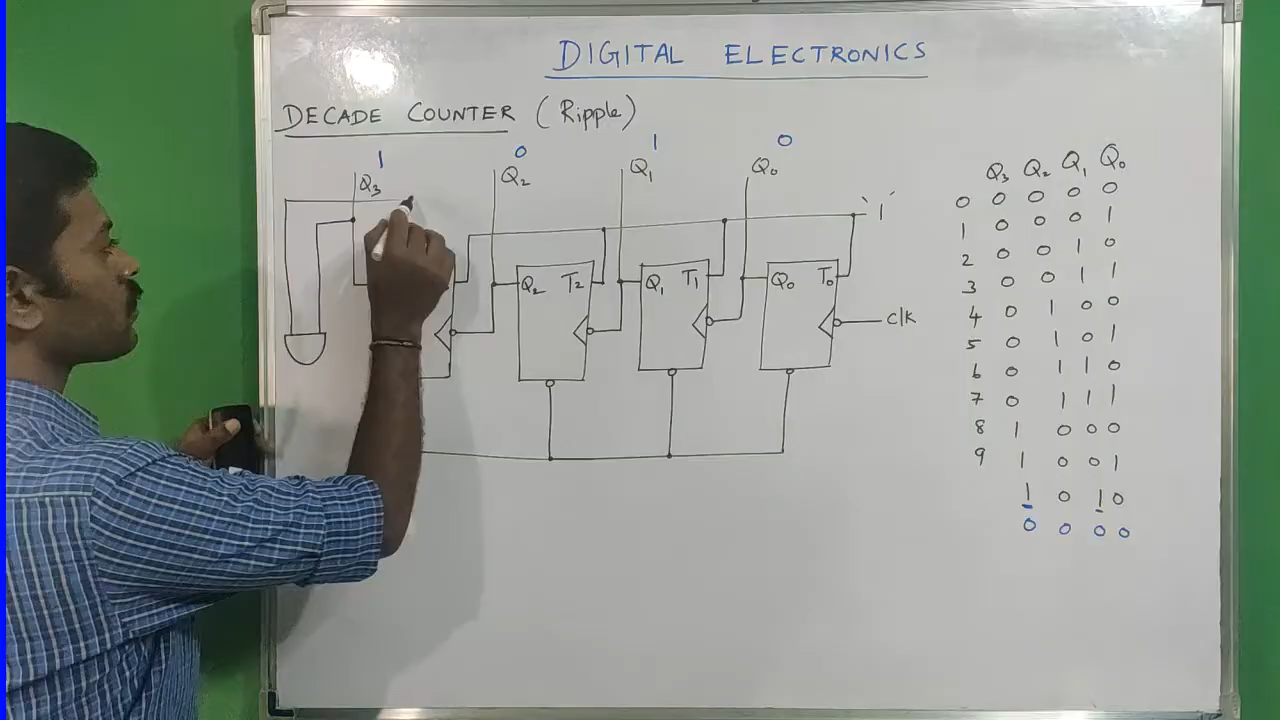 DIGITAL ELECTRONICS
DECADE COUNTER (Ripple)
1 0 1 0
Q3 Q2 Q1 Q0
'1'
Q2 T2 Q1 T1 Q0 T0
clk
Q3 Q2 Q1 Q0
0 0 0 0 0
1 0 0 0 1
2 0 0 1 0
3 0 0 1 1
4 0 1 0 0
5 0 1 0 1
6 0 1 1 0
7 0 1 1 1
8 1 0 0 0
9 1 0 0 1
1 0 1 0
0 0 0 0